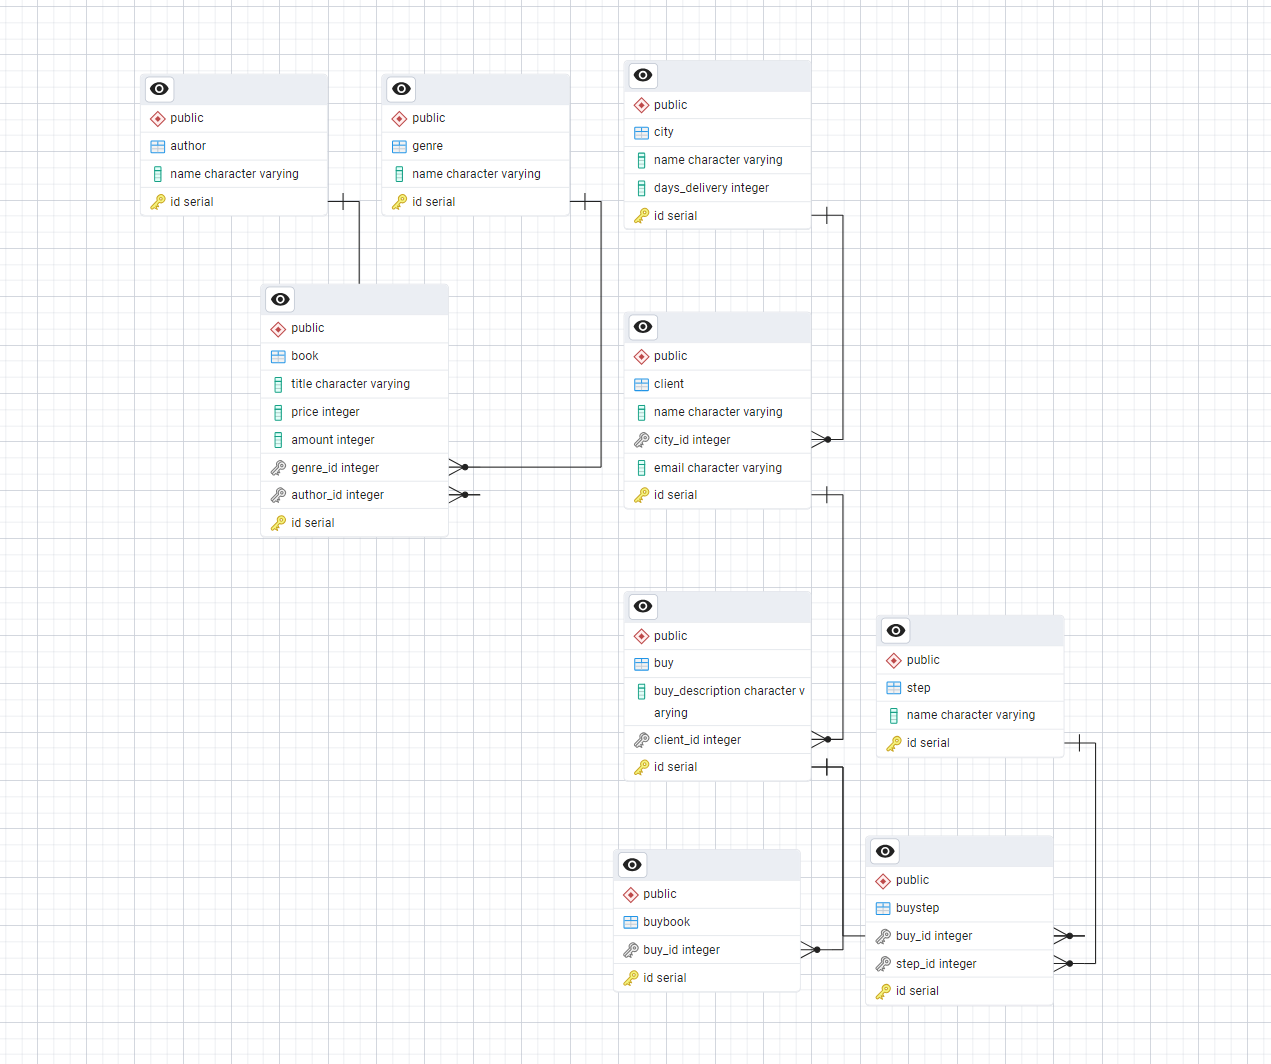 public
author
name character varying
id serial
public
genre
name character varying
id serial
public
city
name character varying
days_delivery integer
id serial
public
book
title character varying
price integer
amount integer
genre_id integer
author_id integer
id serial
public
client
name character varying
city_id integer
email character varying
id serial
public
buy
buy_description character v
arying
client_id integer
id serial
public
step
name character varying
id serial
public
buybook
buy_id integer
id serial
public
buystep
buy_id integer
step_id integer
id serial